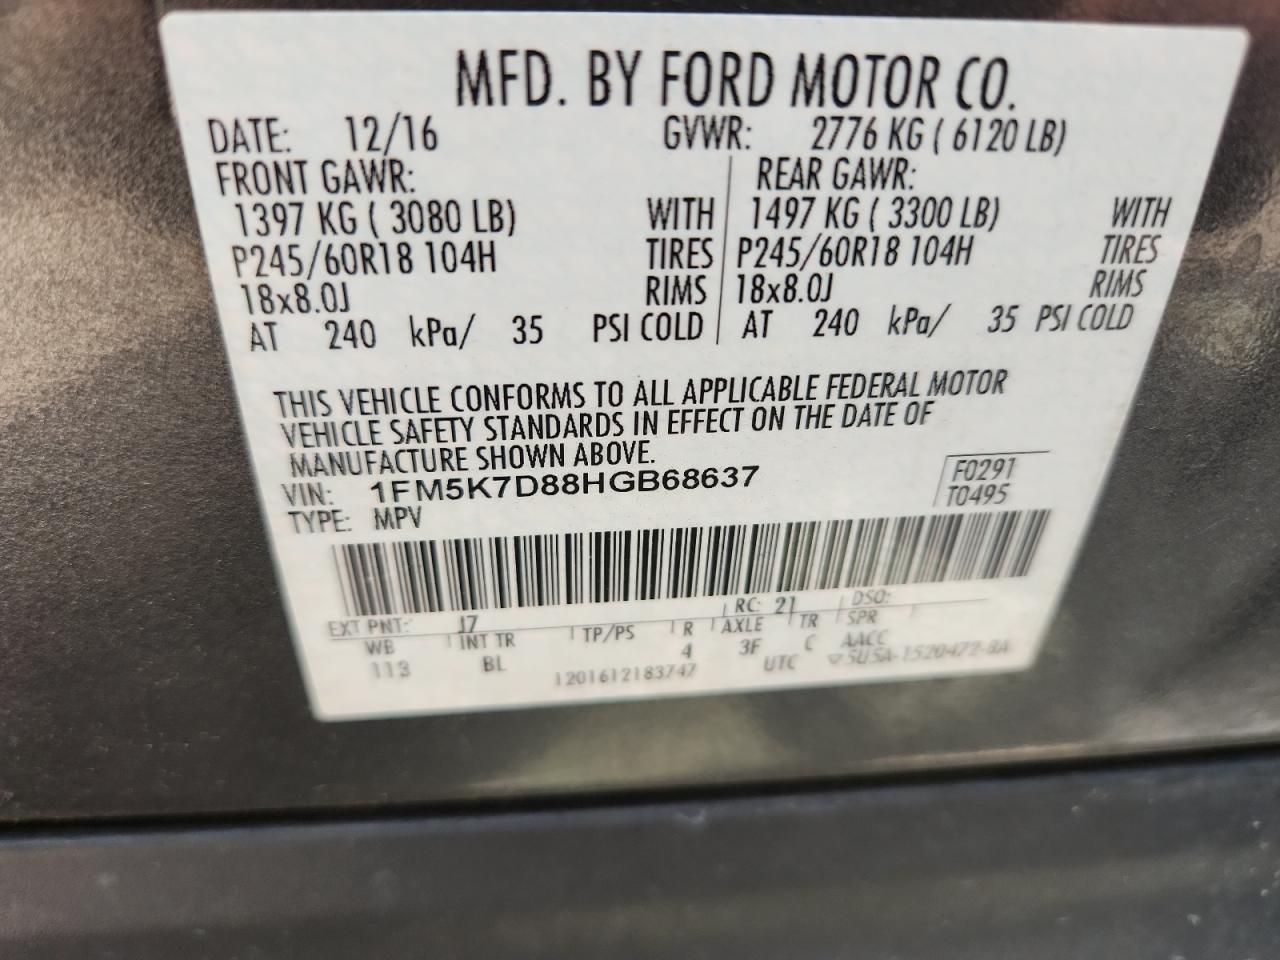 MFD. BY FORD MOTOR CO.
DATE: 12/16 GVWR: 2776 KG ( 6120 LB)
FRONT GAWR: REAR GAWR:
1397 KG ( 3080 LB) WITH 1497 KG ( 3300 LB) WITH
P245/60R18 104H TIRES P245/60R18 104H TIRES
18x8.0J RIMS 18x8.0J RIMS
AT 240 kPa/ 35 PSI COLD AT 240 kPa/ 35 PSI COLD
THIS VEHICLE CONFORMS TO ALL APPLICABLE FEDERAL MOTOR
VEHICLE SAFETY STANDARDS IN EFFECT ON THE DATE OF
MANUFACTURE SHOWN ABOVE.
VIN: 1FM5K7D88HGB68637 F0291
TYPE: MPV T0495
EXT PNT: J7 RC: 21 DSO:
WB INT TR TP/PS R AXLE TR SPR
113 BL 4 3F C AACC
1201612183747 UTC ▽5U5A-1520472-BA